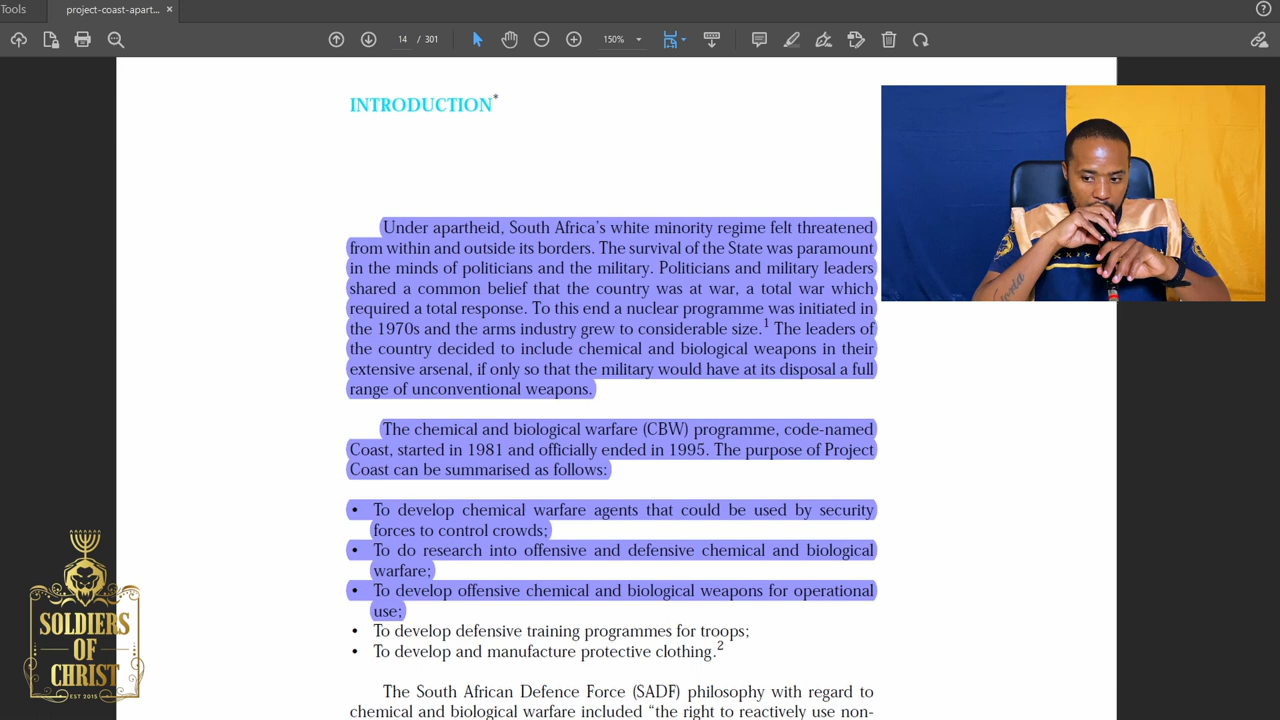 Tools
project-coast-apart... ×
14 / 301
150%
INTRODUCTION*
Under apartheid, South Africa's white minority regime felt threatened
from within and outside its borders. The survival of the State was paramount
in the minds of politicians and the military. Politicians and military leaders
shared a common belief that the country was at war, a total war which
required a total response. To this end a nuclear programme was initiated in
the 1970s and the arms industry grew to considerable size.1 The leaders of
the country decided to include chemical and biological weapons in their
extensive arsenal, if only so that the military would have at its disposal a full
range of unconventional weapons.
The chemical and biological warfare (CBW) programme, code-named
Coast, started in 1981 and officially ended in 1995. The purpose of Project
Coast can be summarised as follows:
• To develop chemical warfare agents that could be used by security
forces to control crowds;
• To do research into offensive and defensive chemical and biological
warfare;
• To develop offensive chemical and biological weapons for operational
use;
• To develop defensive training programmes for troops;
• To develop and manufacture protective clothing.2
The South African Defence Force (SADF) philosophy with regard to
chemical and biological warfare included "the right to reactively use non-
SOLDIERS
OF
CHRIST
EST 2015